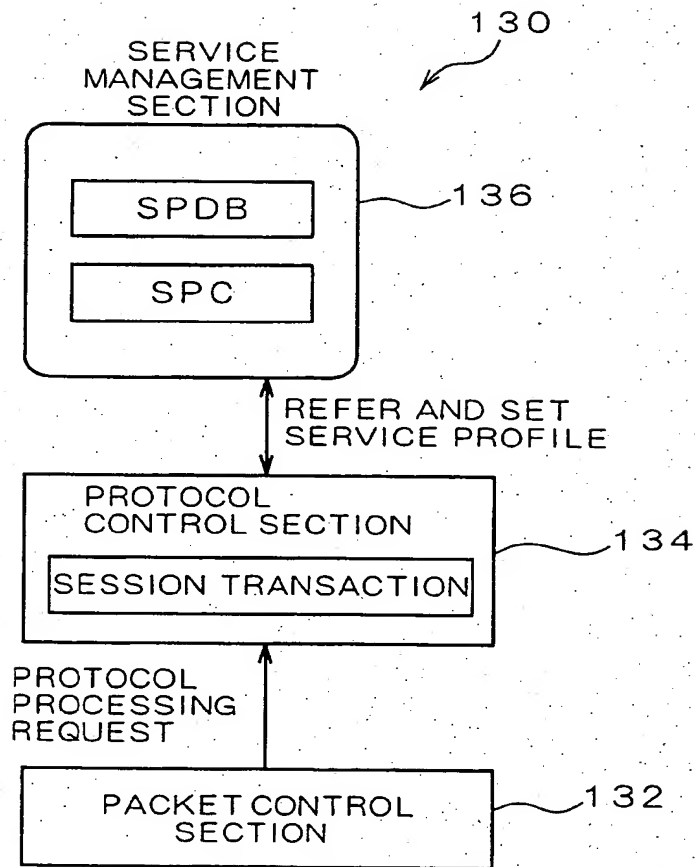 130
SERVICE
MANAGEMENT
SECTION
SPDB
136
SPC
REFER AND SET
SERVICE PROFILE
PROTOCOL
CONTROL SECTION
134
SESSION TRANSACTION
PROTOCOL
PROCESSING
REQUEST
PACKET CONTROL
SECTION
132